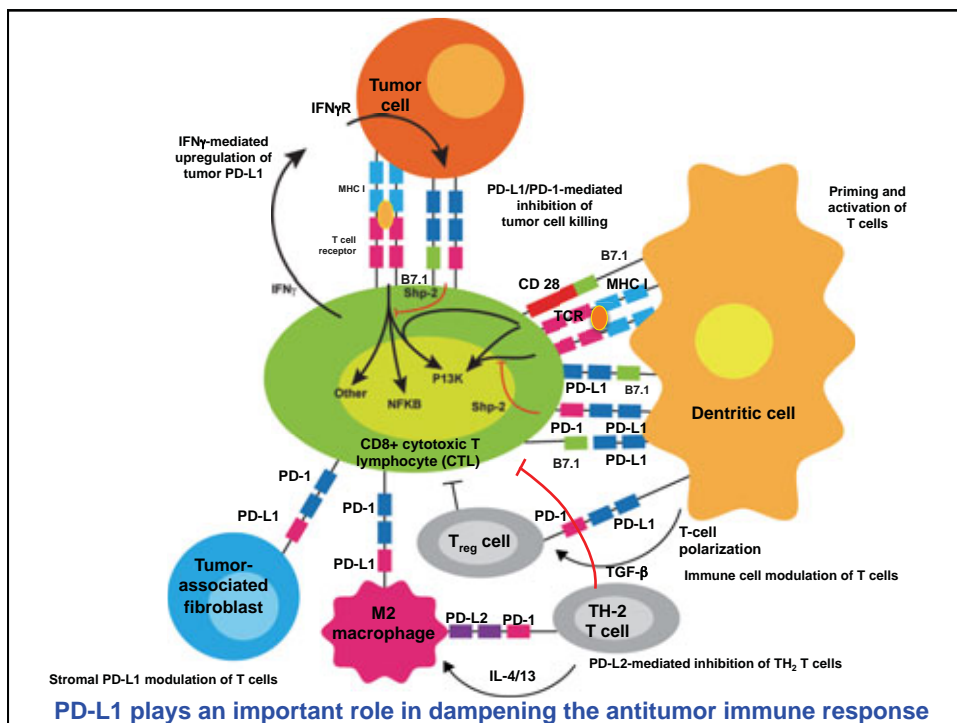 Tumor
cell
IFNγR
IFNγ-mediated
upregulation of
tumor PD-L1
MHC I
PD-L1/PD-1-mediated
inhibition of
tumor cell killing
Priming and
activation of
T cells
T cell
receptor
B7.1
Shp-2
IFNγ
B7.1
CD 28
MHC I
TCR
Other
NFKB
P13K
Shp-2
PD-L1
B7.1
PD-1
PD-L1
B7.1
PD-L1
Dentritic cell
CD8+ cytotoxic T
lymphocyte (CTL)
PD-1
PD-L1
PD-1
PD-L1
Treg cell
PD-1
PD-L1
T-cell
polarization
TGF-β
Immune cell modulation of T cells
Tumor-
associated
fibroblast
M2
macrophage
PD-L2
PD-1
TH-2
T cell
IL-4/13
PD-L2-mediated inhibition of TH2 T cells
Stromal PD-L1 modulation of T cells
PD-L1 plays an important role in dampening the antitumor immune response